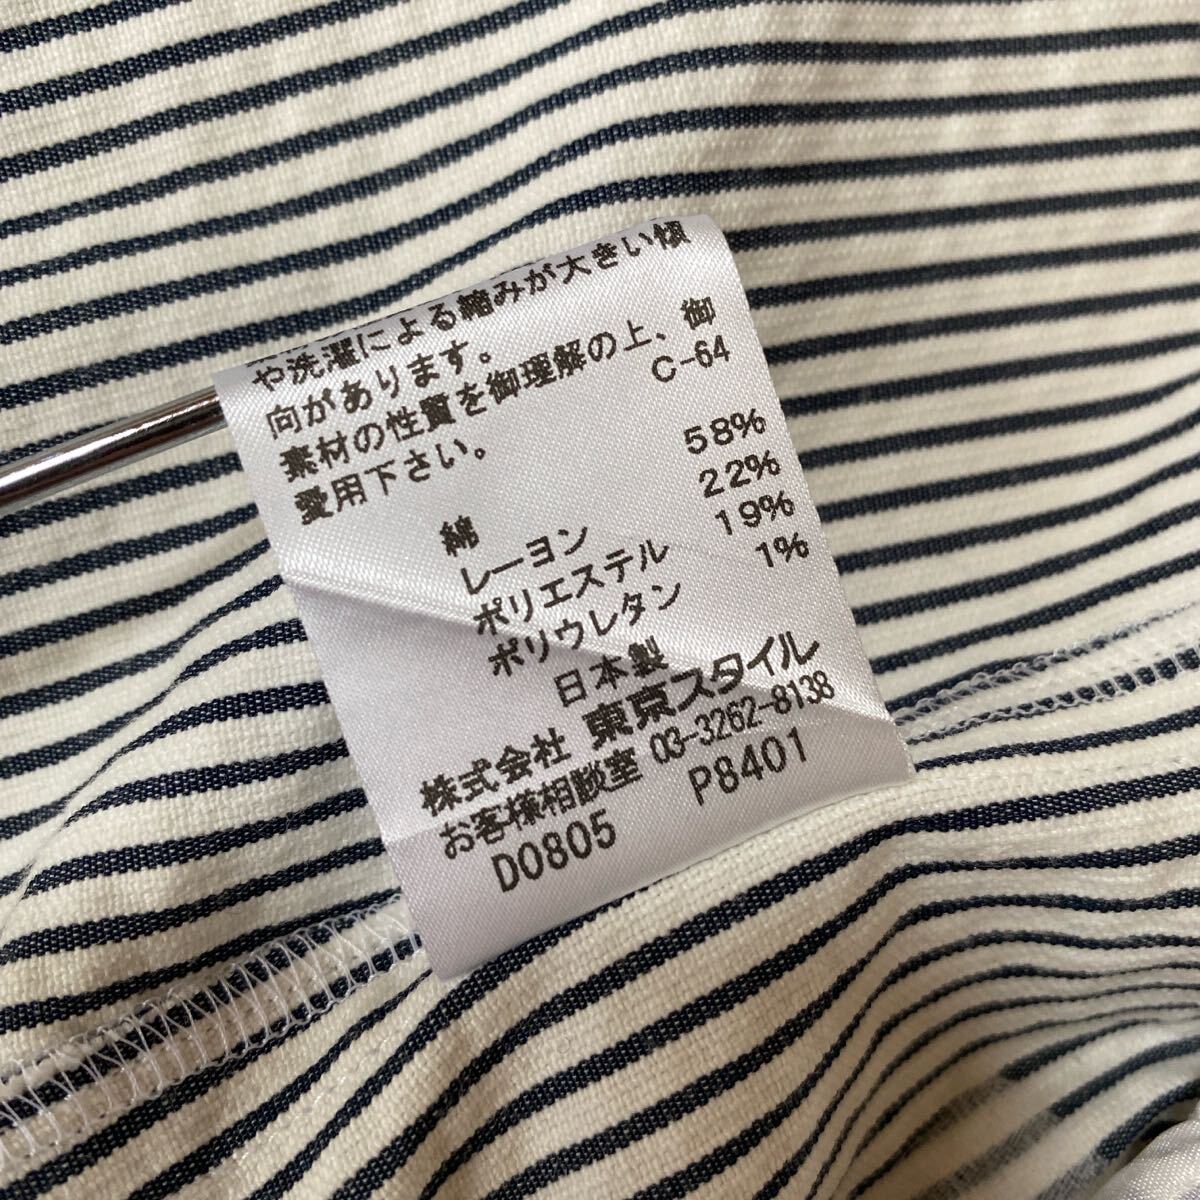 や洗濯による縮みが大きい傾
向があります。
素材の性質を御理解の上、御
愛用下さい。
C-64
綿 58%
レーヨン 22%
ポリエステル 19%
ポリウレタン 1%
日本製
株式会社 東京スタイル
お客様相談室 03-3262-8138
D0805 P8401